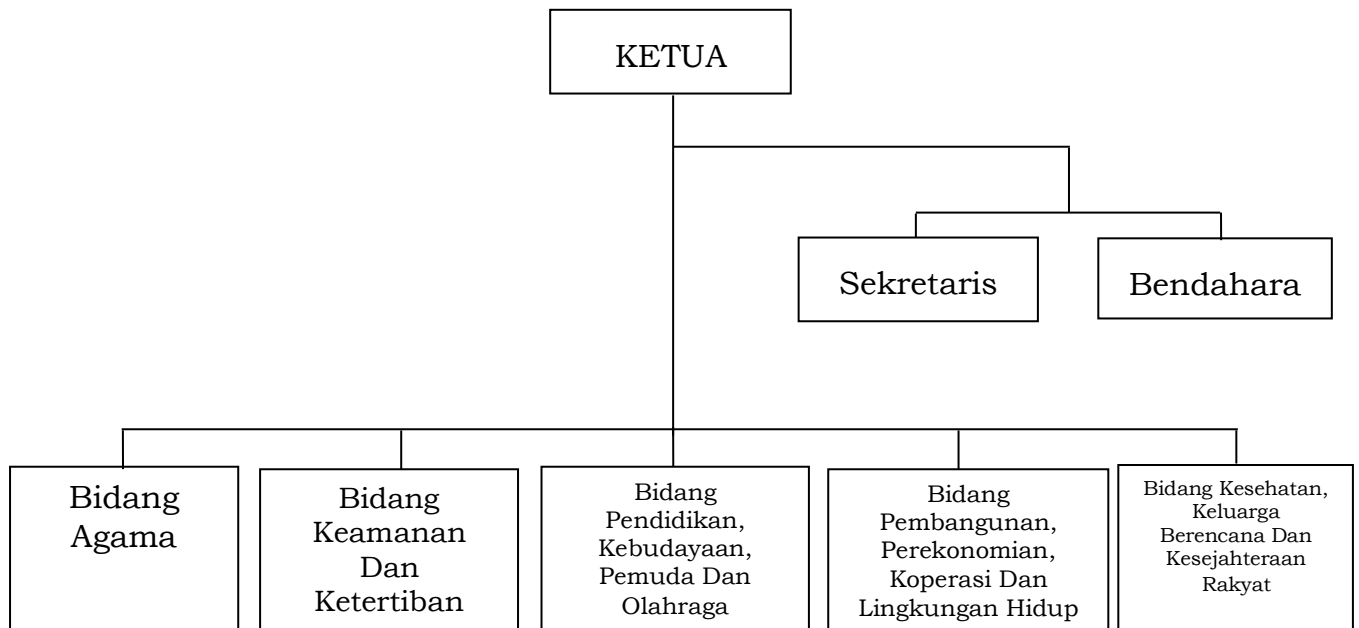 KETUA
Sekretaris
Bendahara
Bidang
Agama
Bidang
Keamanan
Dan
Ketertiban
Bidang
Pendidikan,
Kebudayaan,
Pemuda Dan
Olahraga
Bidang
Pembangunan,
Perekonomian,
Koperasi Dan
Lingkungan Hidup
Bidang Kesehatan,
Keluarga
Berencana Dan
Kesejahteraan
Rakyat